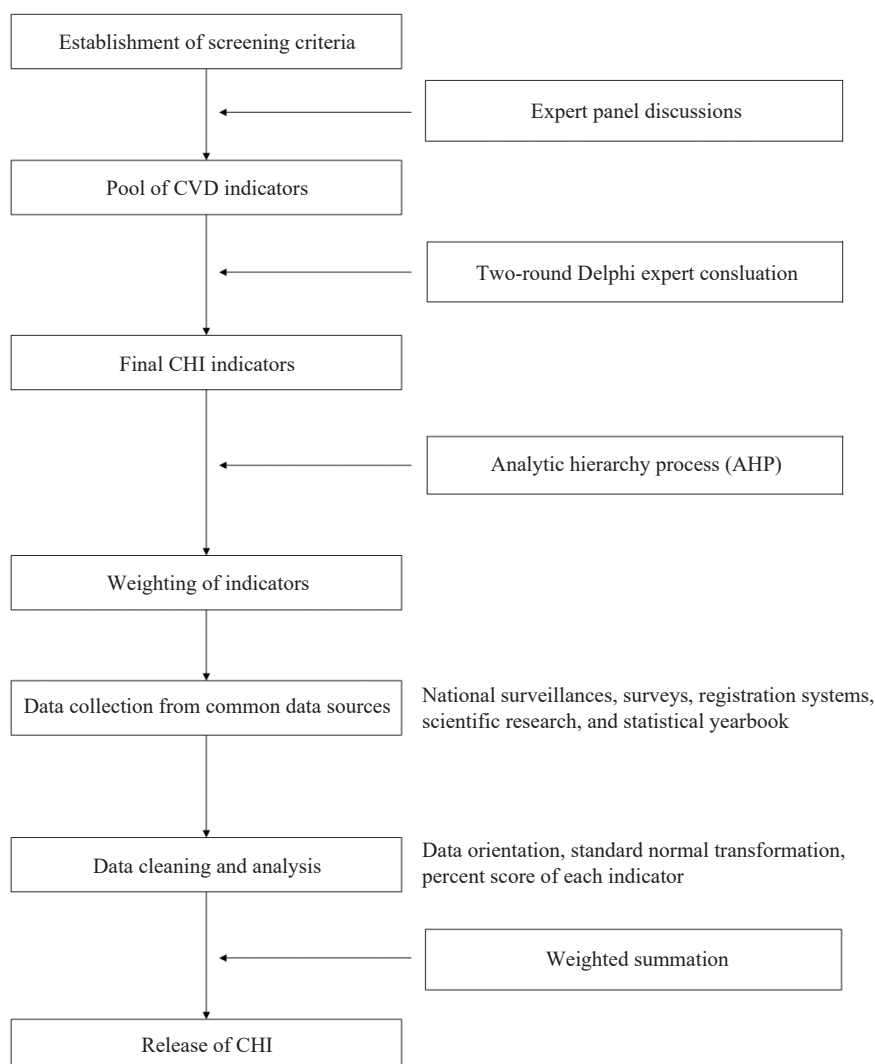 Establishment of screening criteria
Expert panel discussions
Pool of CVD indicators
Two-round Delphi expert consluation
Final CHI indicators
Analytic hierarchy process (AHP)
Weighting of indicators
Data collection from common data sources
National surveillances, surveys, registration systems,
scientific research, and statistical yearbook
Data cleaning and analysis
Data orientation, standard normal transformation,
percent score of each indicator
Weighted summation
Release of CHI